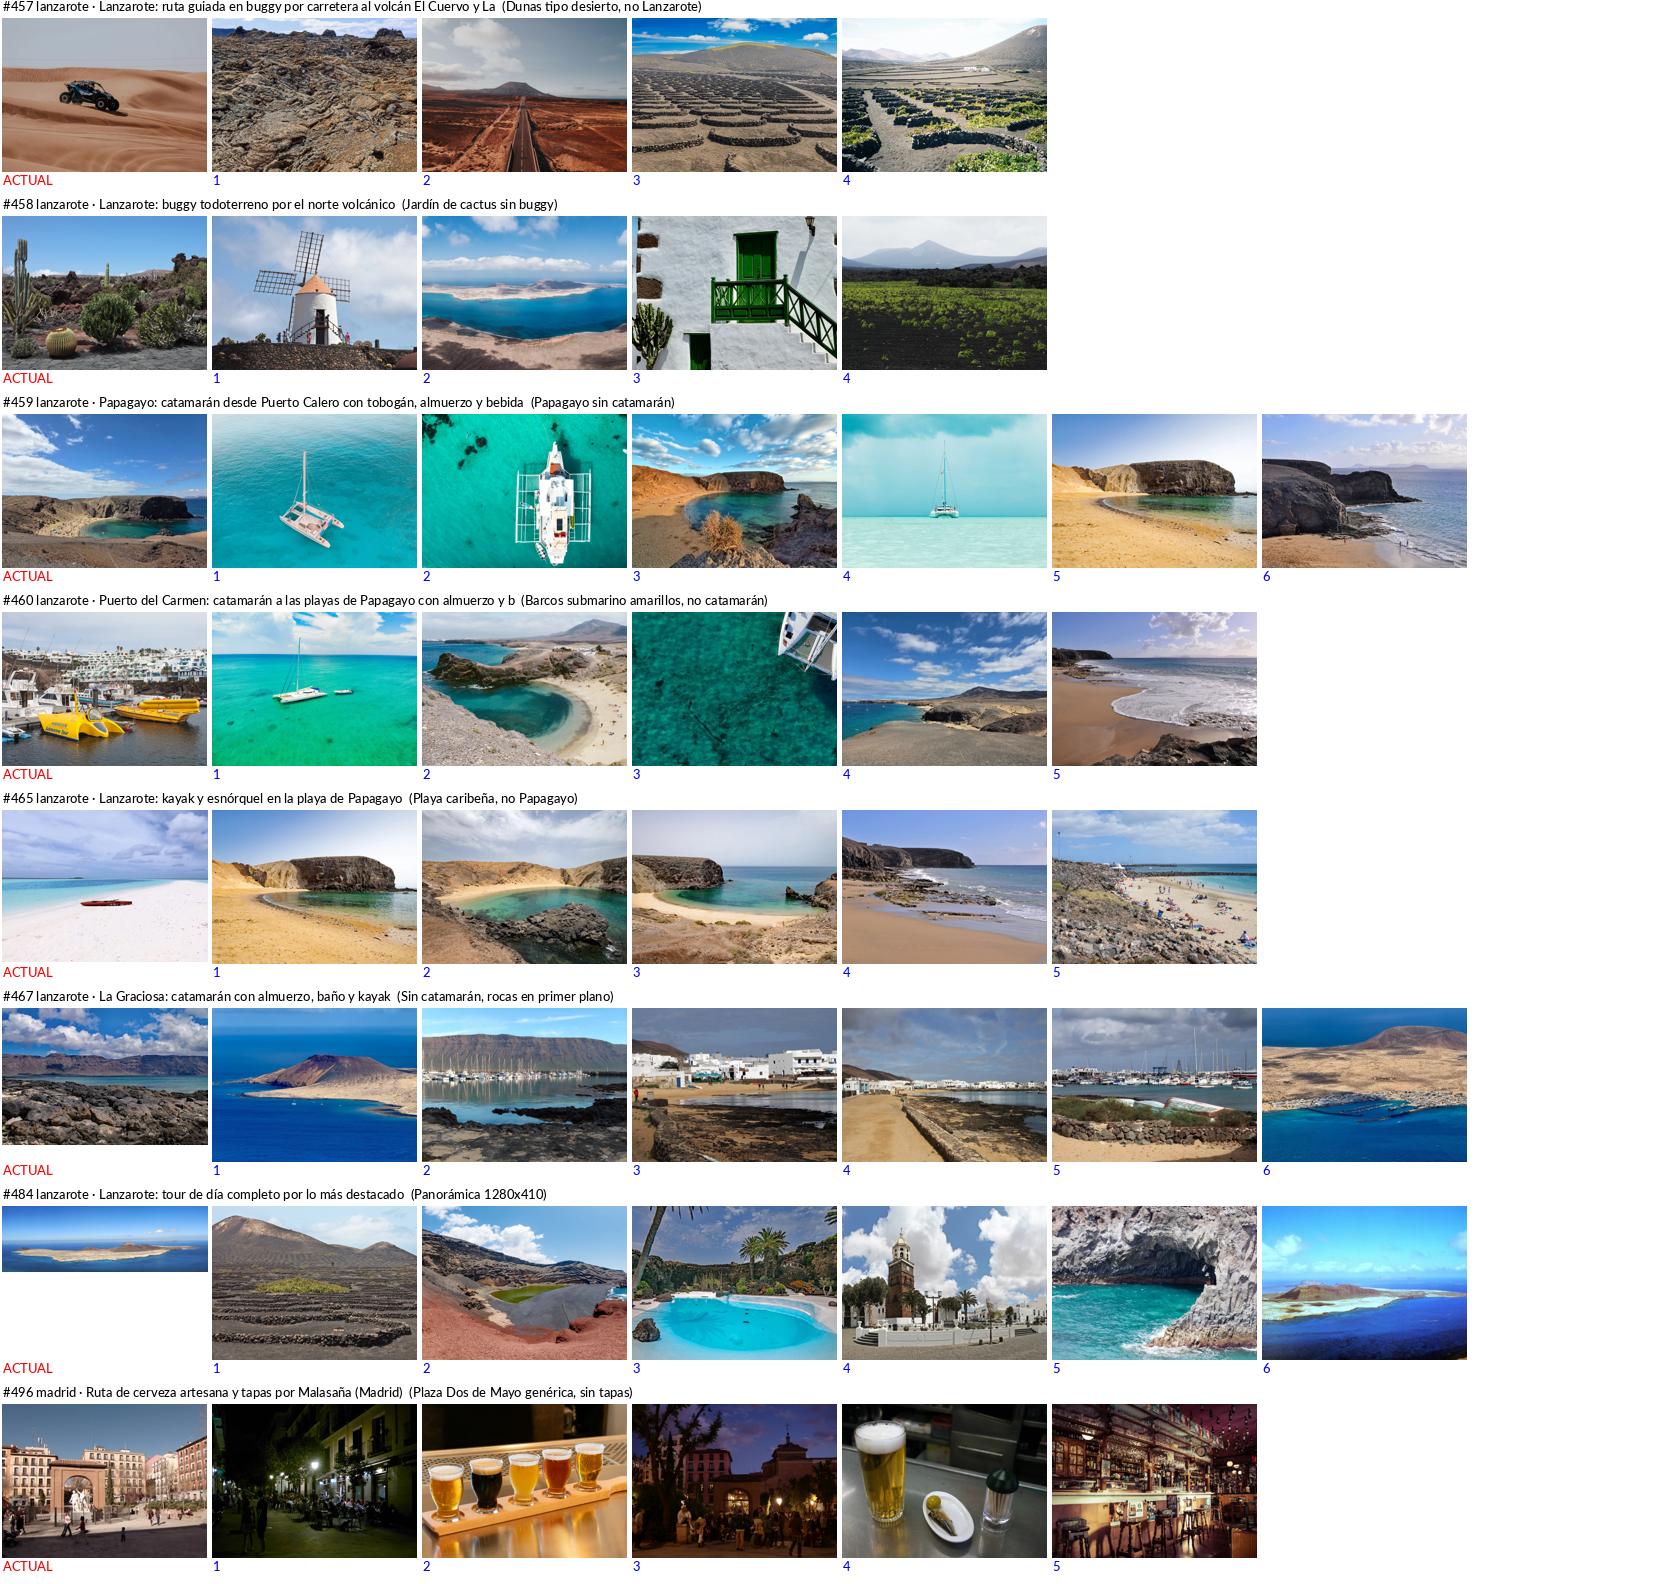 #457 lanzarote · Lanzarote: ruta guiada en buggy por carretera al volcán El Cuervo y La (Dunas tipo desierto, no Lanzarote)
ACTUAL 1 2 3 4
#458 lanzarote · Lanzarote: buggy todoterreno por el norte volcánico (Jardín de cactus sin buggy)
ACTUAL 1 2 3 4
#459 lanzarote · Papagayo: catamarán desde Puerto Calero con tobogán, almuerzo y bebida (Papagayo sin catamarán)
ACTUAL 1 2 3 4 5 6
#460 lanzarote · Puerto del Carmen: catamarán a las playas de Papagayo con almuerzo y b (Barcos submarino amarillos, no catamarán)
ACTUAL 1 2 3 4 5
#465 lanzarote · Lanzarote: kayak y esnórquel en la playa de Papagayo (Playa caribeña, no Papagayo)
ACTUAL 1 2 3 4 5
#467 lanzarote · La Graciosa: catamarán con almuerzo, baño y kayak (Sin catamarán, rocas en primer plano)
ACTUAL 1 2 3 4 5 6
#484 lanzarote · Lanzarote: tour de día completo por lo más destacado (Panorámica 1280x410)
ACTUAL 1 2 3 4 5 6
#496 madrid · Ruta de cerveza artesana y tapas por Malasaña (Madrid) (Plaza Dos de Mayo genérica, sin tapas)
ACTUAL 1 2 3 4 5